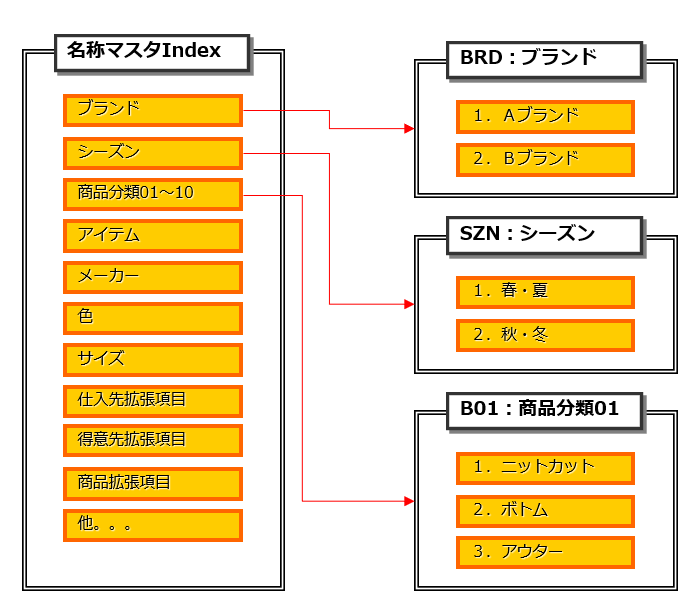 名称マスタIndex
ブランド
シーズン
商品分類01～10
アイテム
メーカー
色
サイズ
仕入先拡張項目
得意先拡張項目
商品拡張項目
他。。。
BRD：ブランド
１．Ａブランド
２．Ｂブランド
SZN：シーズン
１．春・夏
２．秋・冬
B01：商品分類01
１．ニットカット
２．ボトム
３．アウター